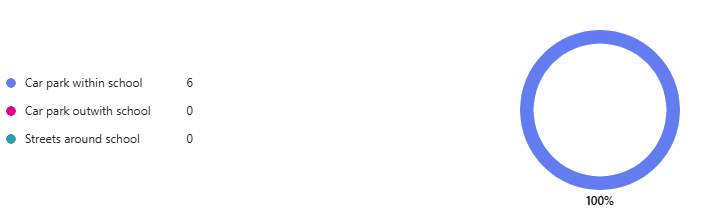 Car park within school 6
Car park outwith school 0
Streets around school 0
100%